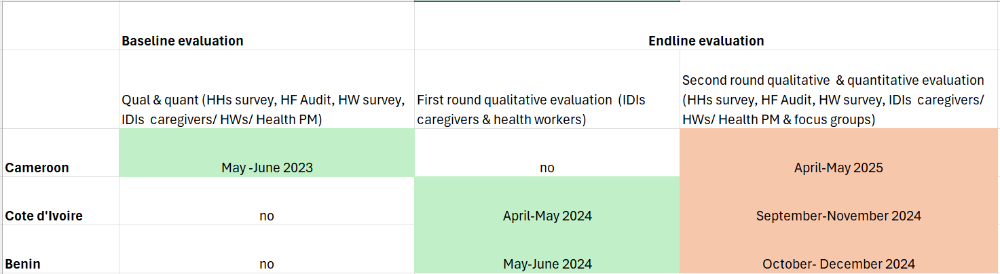 Baseline evaluation
Endline evaluation
Qual & quant (HHs survey, HF Audit, HW survey,
IDIs  caregivers/ HWs/ Health PM)
First round qualitative evaluation  (IDIs
caregivers & health workers)
Second round qualitative  & quantitative evaluation
(HHs survey, HF Audit, HW survey, IDIs  caregivers/
HWs/ Health PM & focus groups)
Cameroon
May -June 2023
no
April-May 2025
Cote d'Ivoire
no
April-May 2024
September-November 2024
Benin
no
May-June 2024
October- December 2024